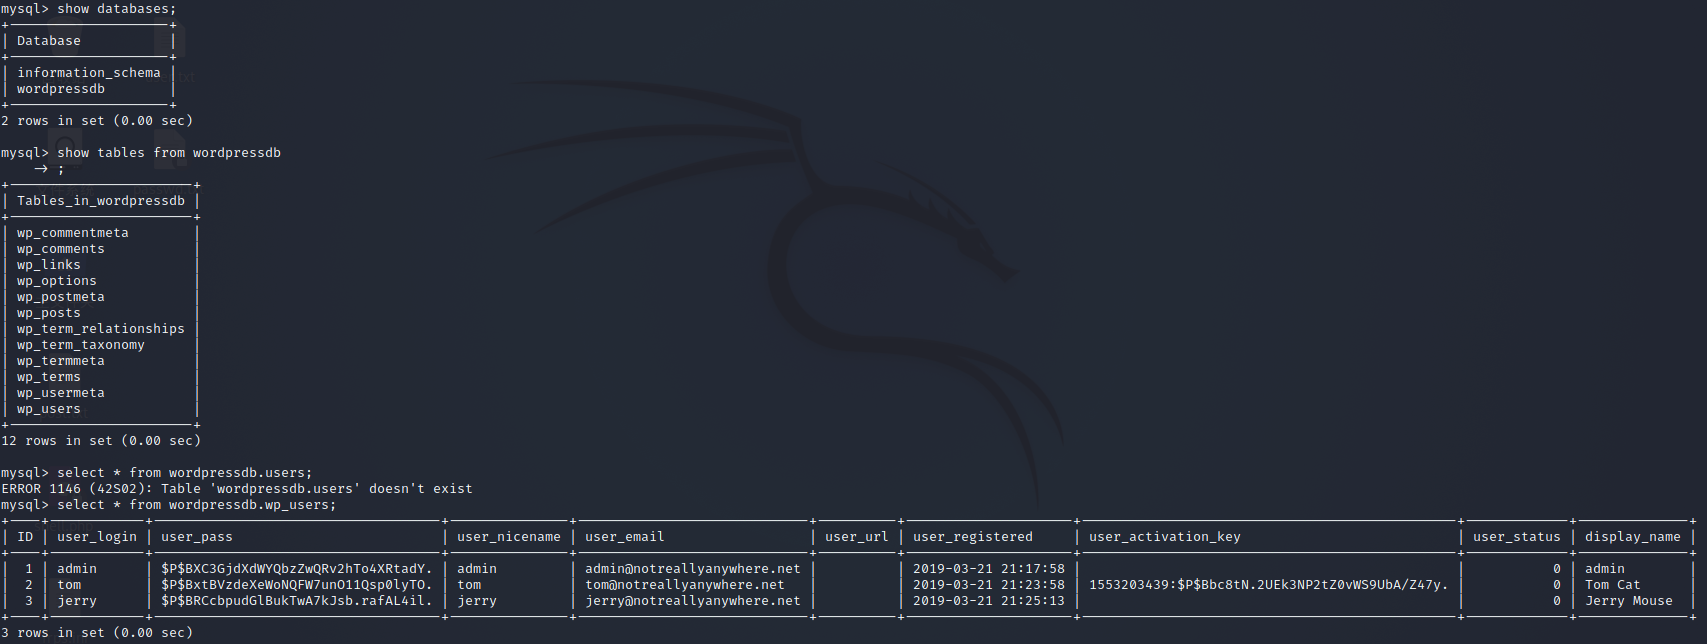 mysql> show databases;
+--------------------+
| Database           |
+--------------------+
| information_schema |
| wordpressdb        |
+--------------------+
2 rows in set (0.00 sec)
mysql> show tables from wordpressdb
    -> ;
+-----------------------+
| Tables_in_wordpressdb |
+-----------------------+
| wp_commentmeta        |
| wp_comments           |
| wp_links              |
| wp_options            |
| wp_postmeta           |
| wp_posts              |
| wp_term_relationships |
| wp_term_taxonomy      |
| wp_termmeta           |
| wp_terms              |
| wp_usermeta           |
| wp_users              |
+-----------------------+
12 rows in set (0.00 sec)
mysql> select * from wordpressdb.users;
ERROR 1146 (42S02): Table 'wordpressdb.users' doesn't exist
mysql> select * from wordpressdb.wp_users;
+----+------------+------------------------------------+---------------+----------------------------+----------+---------------------+-----------------------------------------------+-------------+--------------+
| ID | user_login | user_pass                          | user_nicename | user_email                 | user_url | user_registered     | user_activation_key                           | user_status | display_name |
+----+------------+------------------------------------+---------------+----------------------------+----------+---------------------+-----------------------------------------------+-------------+--------------+
|  1 | admin      | $P$BXC3GjdXdWYQbzZwQRv2hTo4XRtadY. | admin         | admin@notreallyanywhere.net |          | 2019-03-21 21:17:58 |                                               |           0 | admin        |
|  2 | tom        | $P$BxtBVzdeXeWoNQFW7unO11Qsp0lyTO. | tom           | tom@notreallyanywhere.net   |          | 2019-03-21 21:23:58 | 1553203439:$P$Bbc8tN.2UEk3NP2tZ0vWS9UbA/Z47y. |           0 | Tom Cat      |
|  3 | jerry      | $P$BRCcbpudGlBukTwA7kJsb.rafAL4il. | jerry         | jerry@notreallyanywhere.net |          | 2019-03-21 21:25:13 |                                               |           0 | Jerry Mouse  |
+----+------------+------------------------------------+---------------+----------------------------+----------+---------------------+-----------------------------------------------+-------------+--------------+
3 rows in set (0.00 sec)